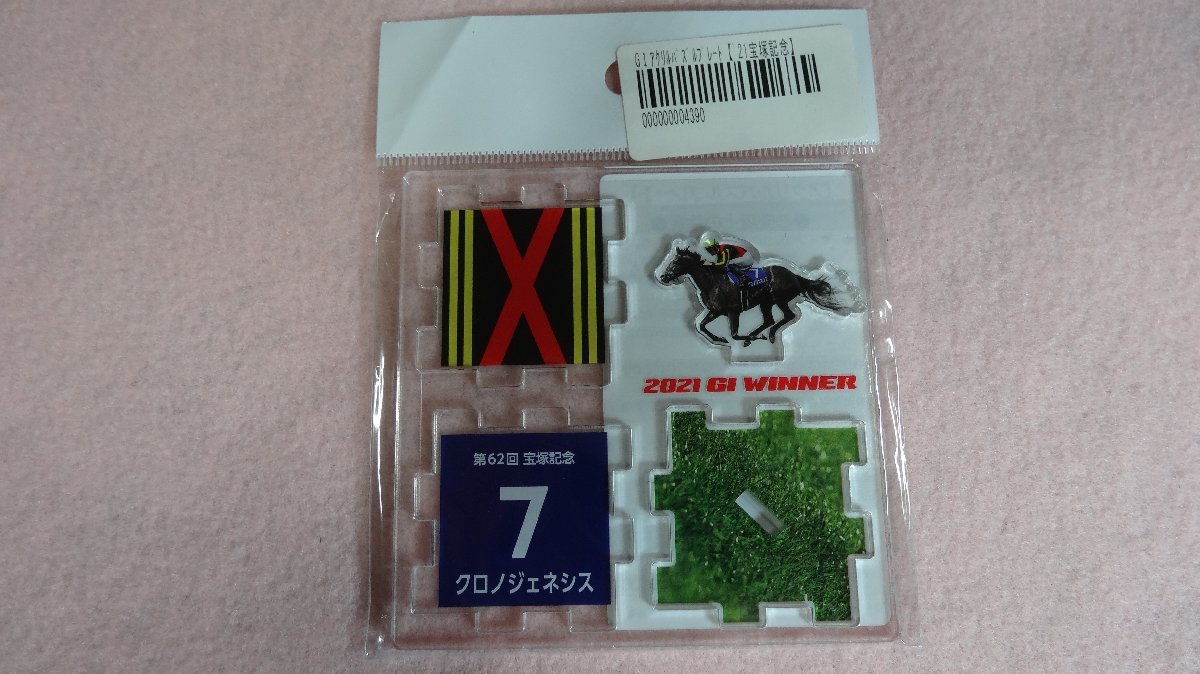 GIアクリルパズルプレート【'21宝塚記念】
000000004390
2021 GI WINNER
7
第62回 宝塚記念
7
クロノジェネシス